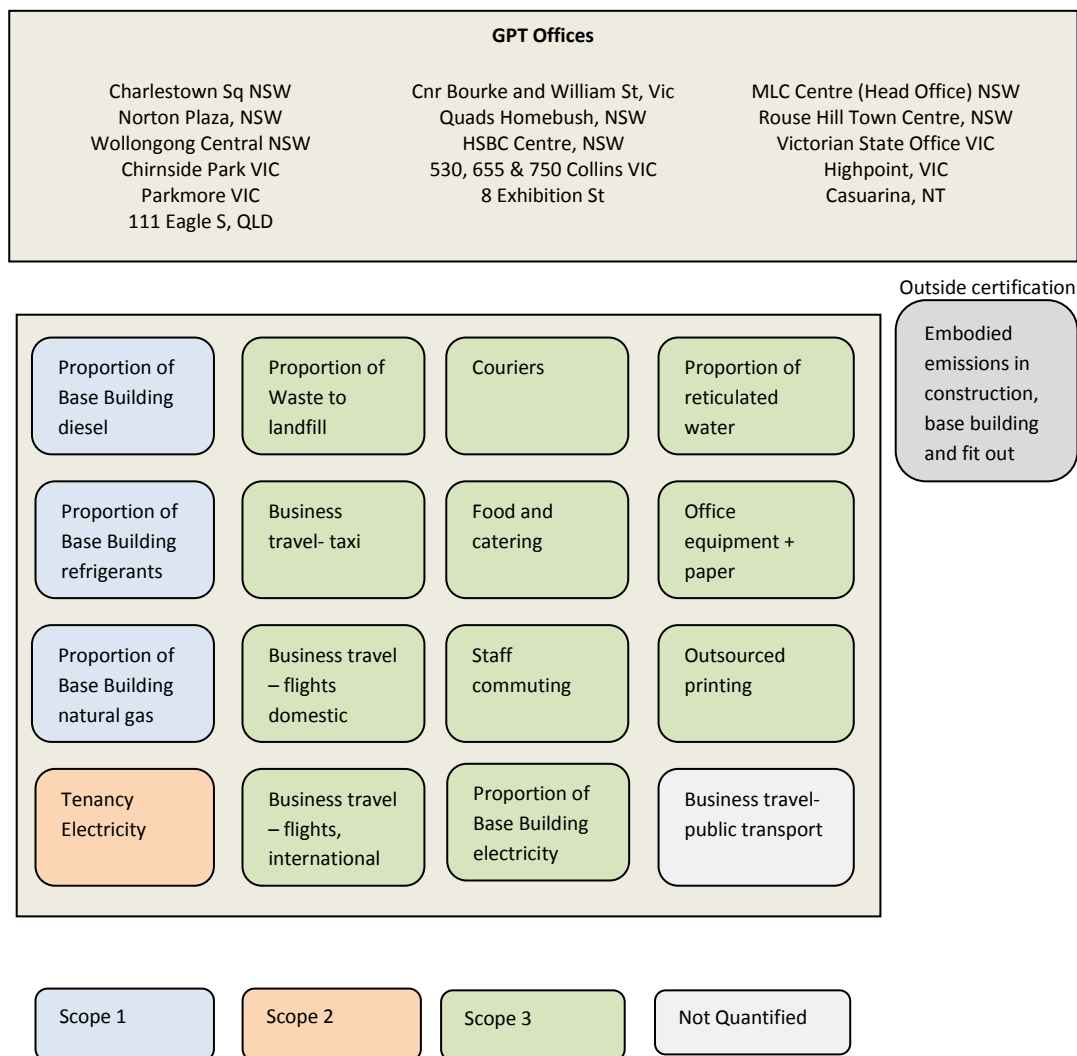 GPT Offices
Charlestown Sq NSW
Norton Plaza, NSW
Wollongong Central NSW
Chirnside Park VIC
Parkmore VIC
111 Eagle S, QLD
Cnr Bourke and William St, Vic
Quads Homebush, NSW
HSBC Centre, NSW
530, 655 & 750 Collins VIC
8 Exhibition St
MLC Centre (Head Office) NSW
Rouse Hill Town Centre, NSW
Victorian State Office VIC
Highpoint, VIC
Casuarina, NT
Outside certification
Embodied
emissions in
construction,
base building
and fit out
Proportion of
Base Building
diesel
Proportion of
Waste to
landfill
Couriers
Proportion of
reticulated
water
Proportion of
Base Building
refrigerants
Business
travel- taxi
Food and
catering
Office
equipment +
paper
Proportion of
Base Building
natural gas
Business travel
– flights
domestic
Staff
commuting
Outsourced
printing
Tenancy
Electricity
Business travel
– flights,
international
Proportion of
Base Building
electricity
Business travel-
public transport
Scope 1
Scope 2
Scope 3
Not Quantified